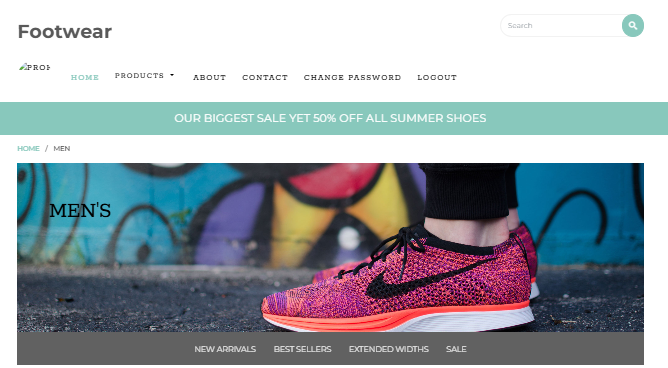 Footwear
Search
HOME PRODUCTS ABOUT CONTACT CHANGE PASSWORD LOGOUT
OUR BIGGEST SALE YET 50% OFF ALL SUMMER SHOES
HOME / MEN
MEN'S
NEW ARRIVALS BEST SELLERS EXTENDED WIDTHS SALE